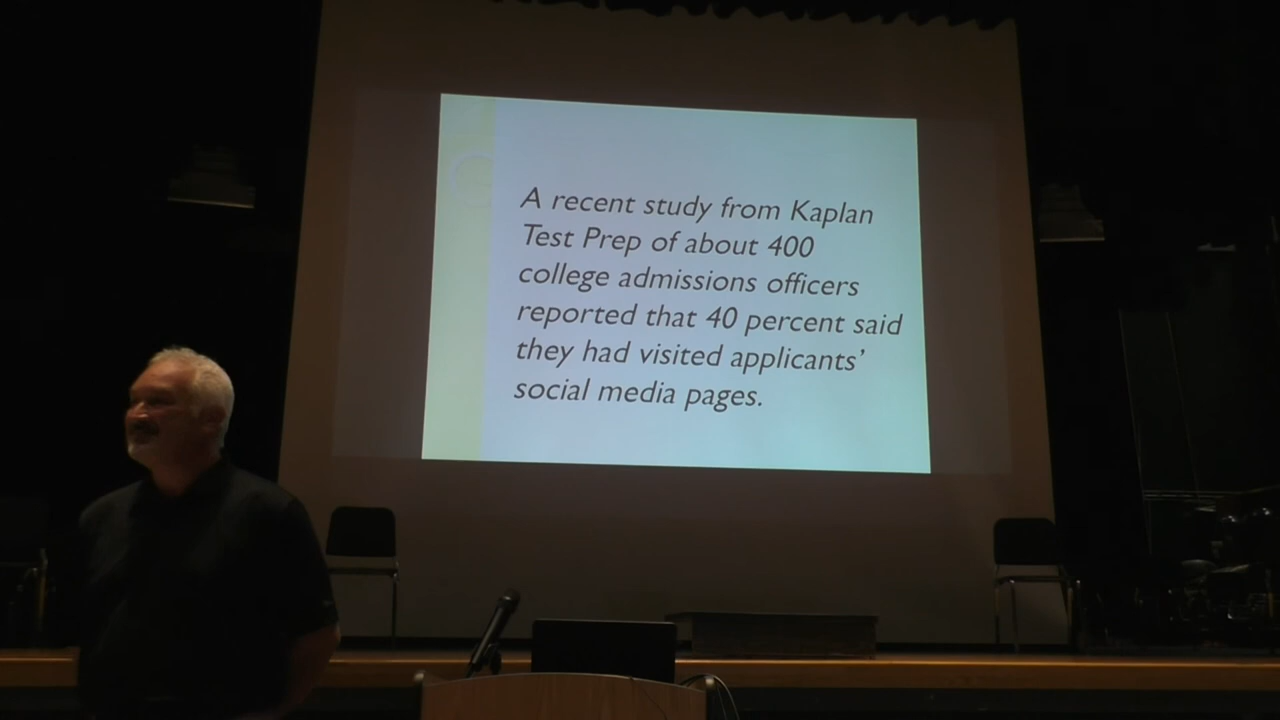 A recent study from Kaplan
Test Prep of about 400
college admissions officers
reported that 40 percent said
they had visited applicants’
social media pages.